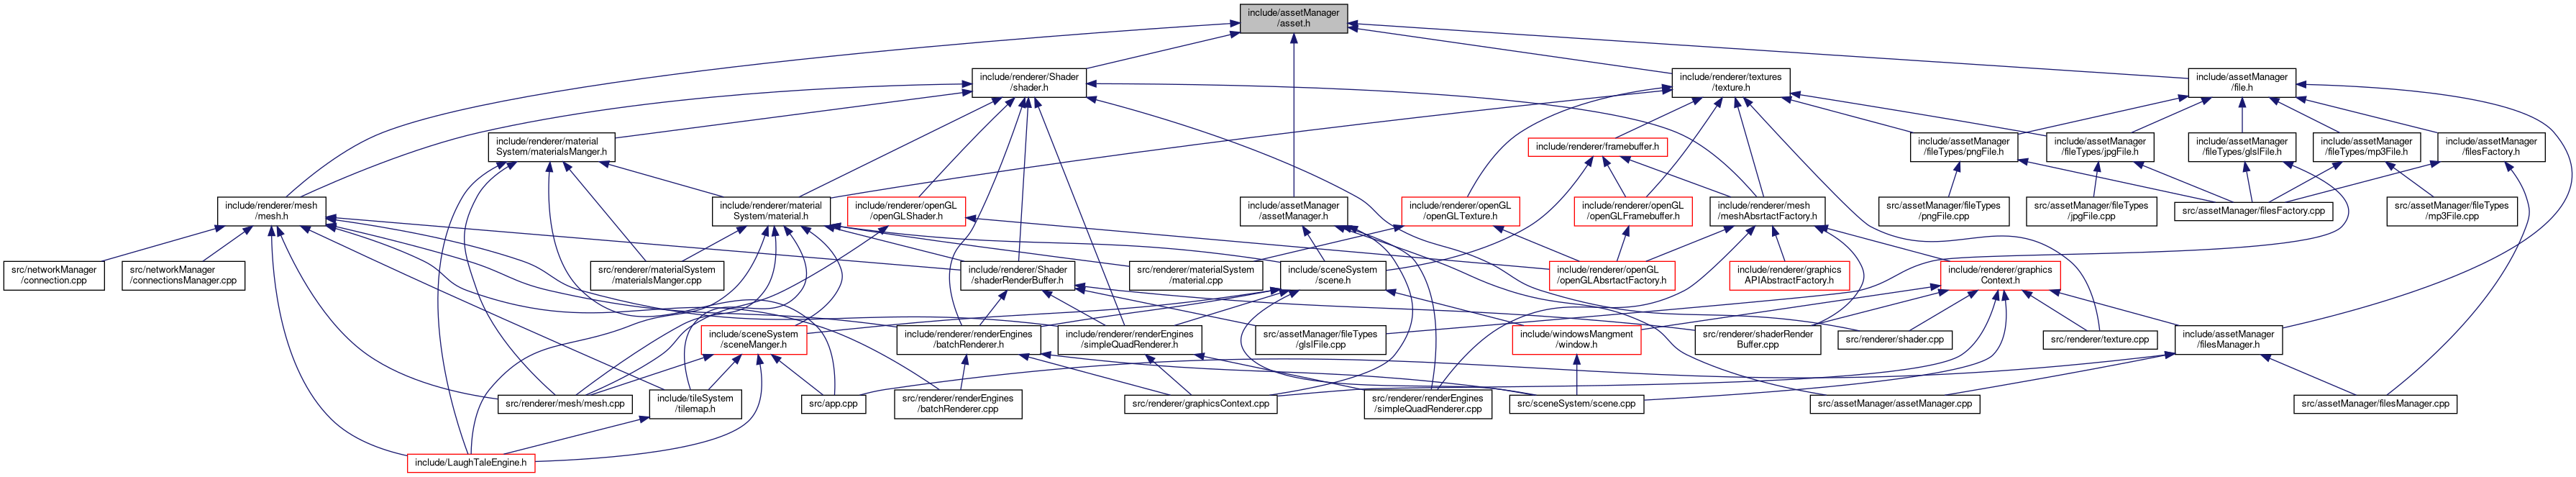 include/assetManager
/asset.h
include/renderer/Shader
/shader.h
include/renderer/textures
/texture.h
include/assetManager
/file.h
include/renderer/material
System/materialsManger.h
include/renderer/framebuffer.h
include/assetManager
/fileTypes/pngFile.h
include/assetManager
/fileTypes/jpgFile.h
include/assetManager
/fileTypes/glslFile.h
include/assetManager
/fileTypes/mp3File.h
include/assetManager
/filesFactory.h
include/renderer/mesh
/mesh.h
include/renderer/material
System/material.h
include/renderer/openGL
/openGLShader.h
include/assetManager
/assetManager.h
include/renderer/openGL
/openGLTexture.h
include/renderer/openGL
/openGLFramebuffer.h
include/renderer/mesh
/meshAbsrtactFactory.h
src/assetManager/fileTypes
/pngFile.cpp
src/assetManager/fileTypes
/jpgFile.cpp
src/assetManager/filesFactory.cpp
src/assetManager/fileTypes
/mp3File.cpp
src/networkManager
/connection.cpp
src/networkManager
/connectionsManager.cpp
src/renderer/materialSystem
/materialsManger.cpp
include/renderer/Shader
/shaderRenderBuffer.h
src/renderer/materialSystem
/material.cpp
include/sceneSystem
/scene.h
include/renderer/openGL
/openGLAbsrtactFactory.h
include/renderer/graphics
APIAbstractFactory.h
include/renderer/graphics
Context.h
include/sceneSystem
/sceneManger.h
include/renderer/renderEngines
/batchRenderer.h
include/renderer/renderEngines
/simpleQuadRenderer.h
src/assetManager/fileTypes
/glslFile.cpp
include/windowsMangment
/window.h
src/renderer/shaderRender
Buffer.cpp
src/renderer/shader.cpp
src/renderer/texture.cpp
include/assetManager
/filesManager.h
src/renderer/mesh/mesh.cpp
include/tileSystem
/tilemap.h
src/app.cpp
src/renderer/renderEngines
/batchRenderer.cpp
src/renderer/graphicsContext.cpp
src/renderer/renderEngines
/simpleQuadRenderer.cpp
src/sceneSystem/scene.cpp
src/assetManager/assetManager.cpp
src/assetManager/filesManager.cpp
include/LaughTaleEngine.h